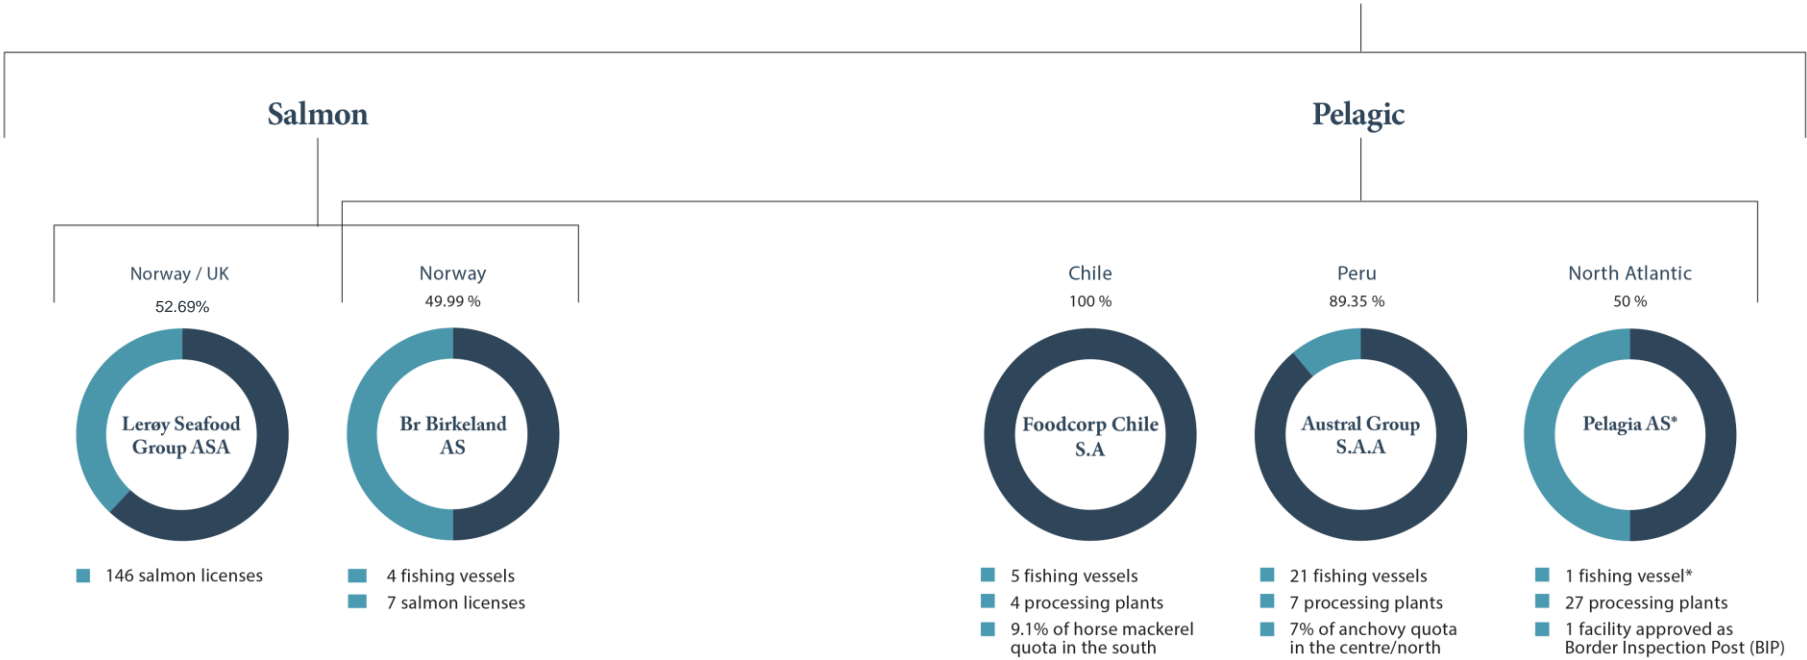 Salmon
Pelagic
Norway / UK
52.69%
Lerøy Seafood
Group ASA
146 salmon licenses
Norway
49.99 %
Br Birkeland
AS
4 fishing vessels
7 salmon licenses
Chile
100 %
Foodcorp Chile
S.A
5 fishing vessels
4 processing plants
9.1% of horse mackerel
quota in the south
Peru
89.35 %
Austral Group
S.A.A
21 fishing vessels
7 processing plants
7% of anchovy quota
in the centre/north
North Atlantic
50 %
Pelagia AS*
1 fishing vessel*
27 processing plants
1 facility approved as
Border Inspection Post (BIP)